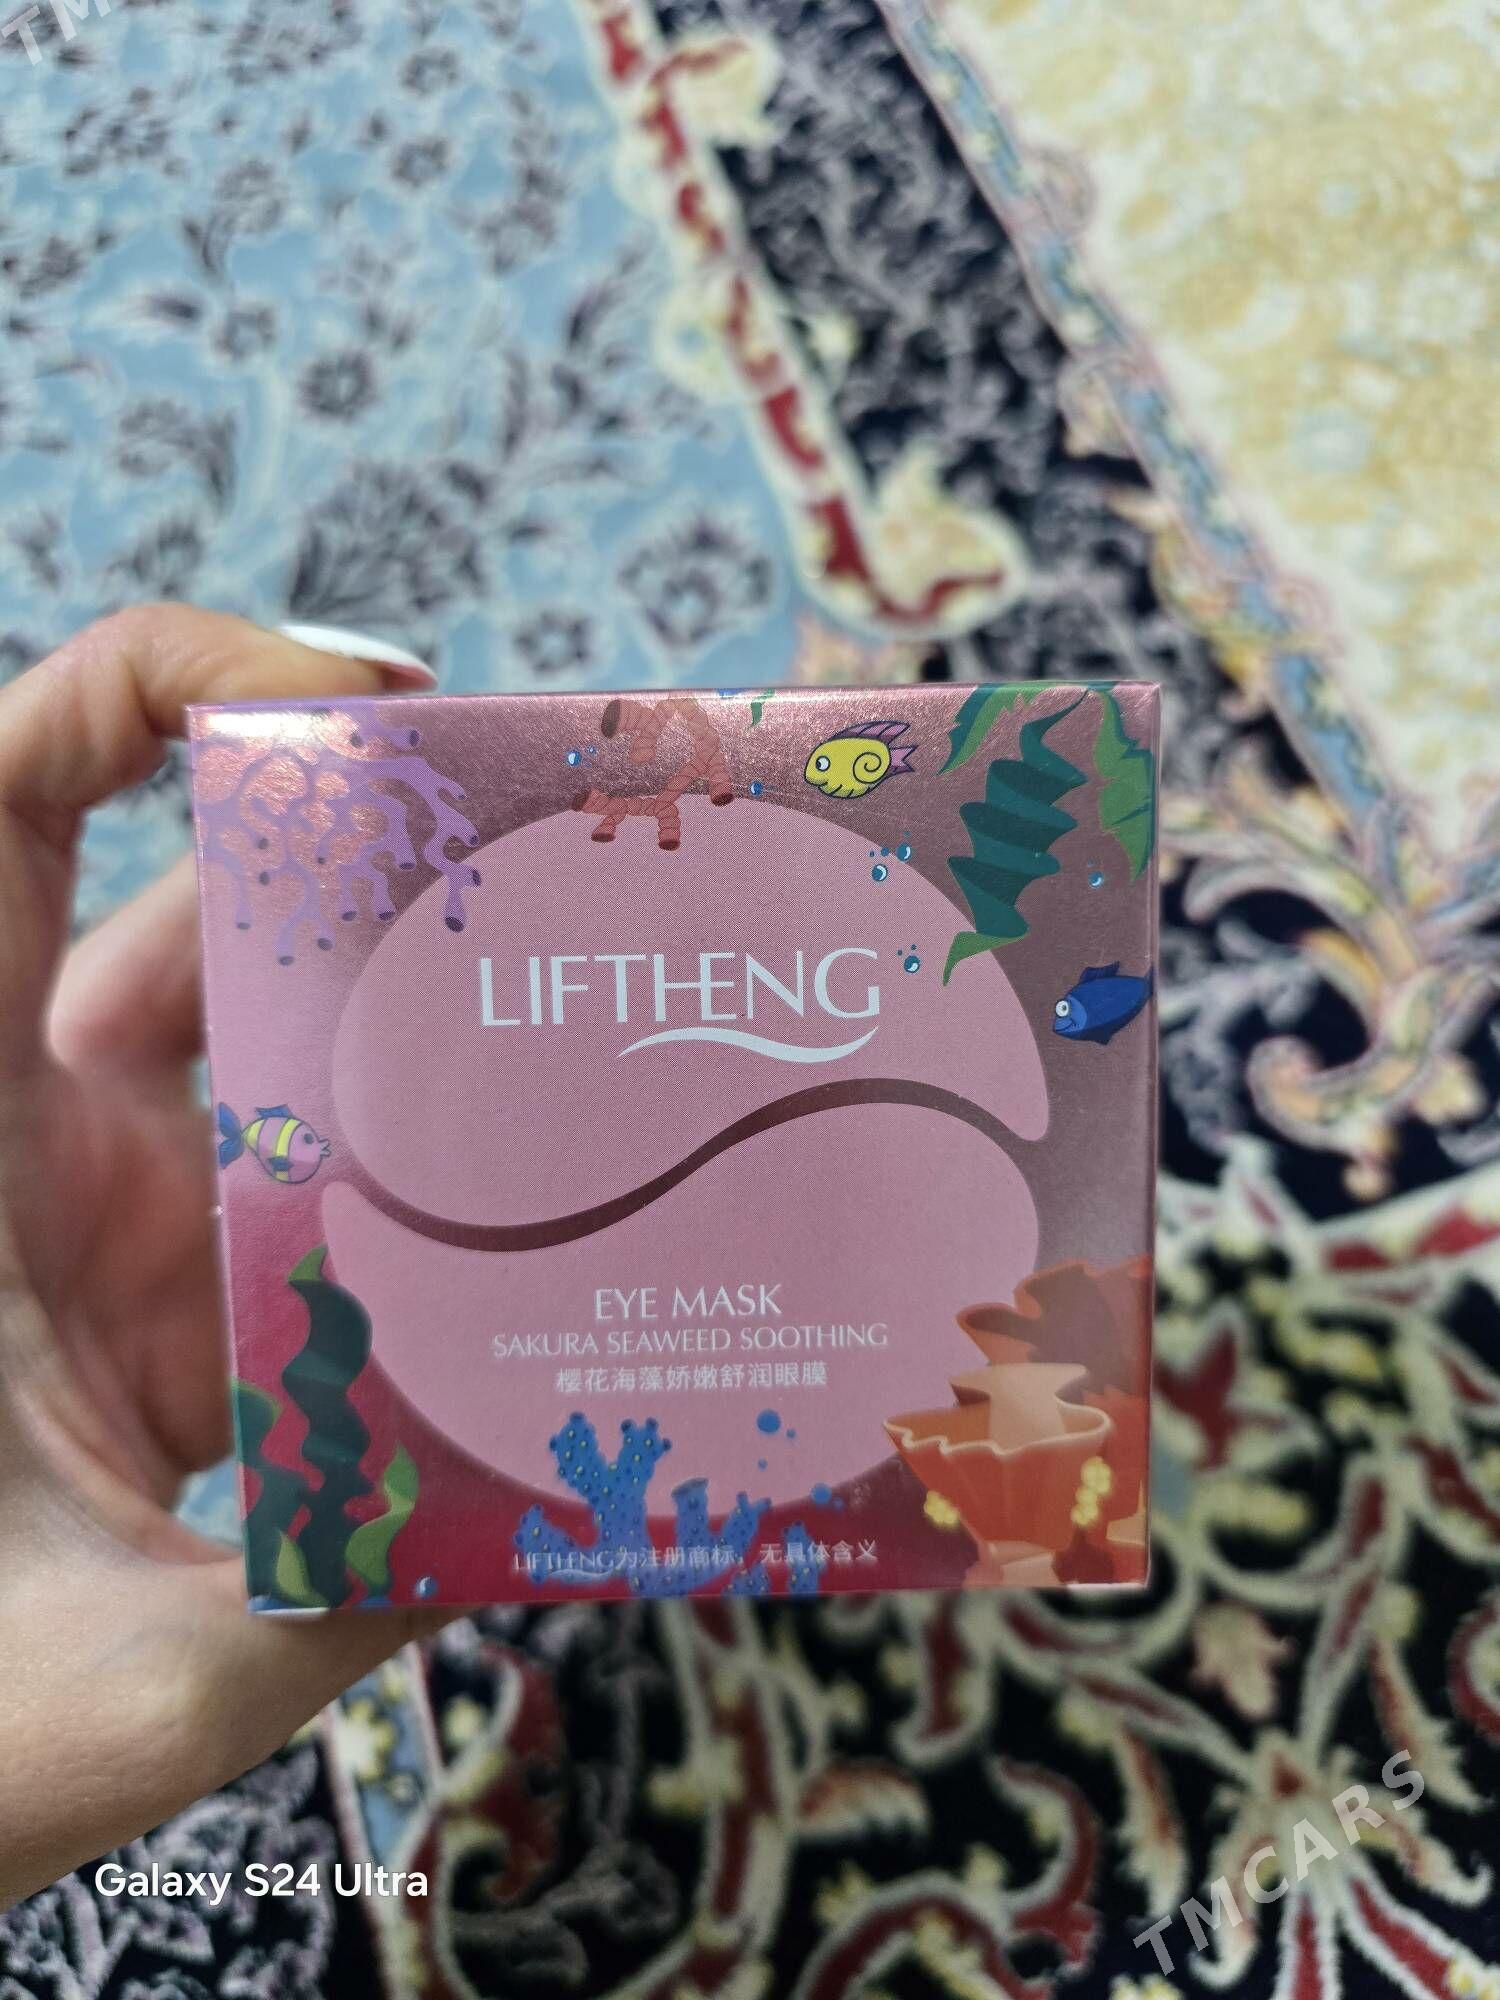 TM
LIFTHENG
EYE MASK
SAKURA SEAWEED SOOTHING
樱花海藻娇嫩舒润眼膜
LIFTHENG为注册商标，无具体含义
Galaxy S24 Ultra
TMCARS